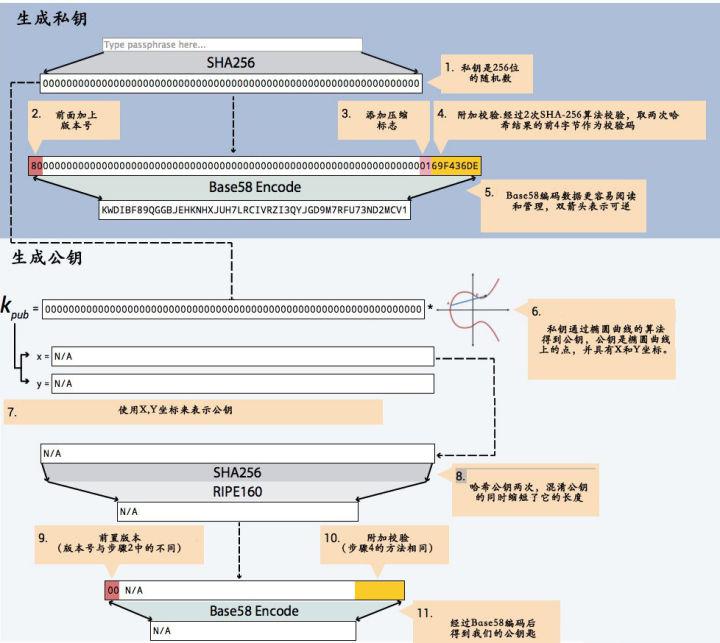 生成私钥
Type passphrase here...
SHA256
0000000000000000000000000000000000000000000000000000000000000000
1. 私钥是256位
的随机数
2. 前面加上
版本号
3. 添加压缩
标志
4. 附加校验.经过2次SHA-256算法校验，取两次哈
希结果的前4字节作为校验码
8000000000000000000000000000000000000000000000000000000000000000000169F436DE
Base58 Encode
KWDIBF89QGGBJEHKNHXJUH7LRCIVRZI3QYJGD9M7RFU73ND2MCV1
5. Base58编码数据更容易阅读
和管理，双箭头表示可逆
生成公钥
kpub = 0000000000000000000000000000000000000000000000000000000000000000 *
6.
私钥通过椭圆曲线的算法
得到公钥，公钥是椭圆曲线
上的点，并具有X和Y坐标。
x = N/A
y = N/A
7. 使用X,Y坐标来表示公钥
N/A
SHA256
RIPE160
N/A
8. 哈希公钥两次，混淆公钥
的同时缩短了它的长度
9. 前置版本
（版本号与步骤2中的不同）
10. 附加校验
（步骤4的方法相同）
00 N/A
Base58 Encode
N/A
11. 经过Base58编码后
得到我们的公钥匙